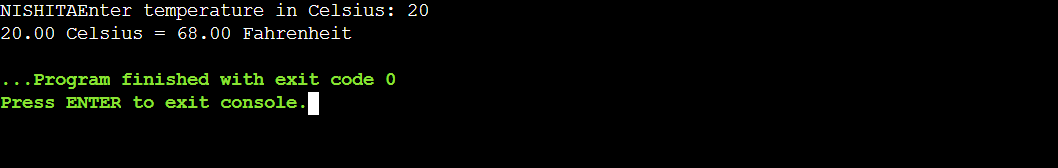 NISHITAEnter temperature in Celsius: 20
20.00 Celsius = 68.00 Fahrenheit
...Program finished with exit code 0
Press ENTER to exit console.